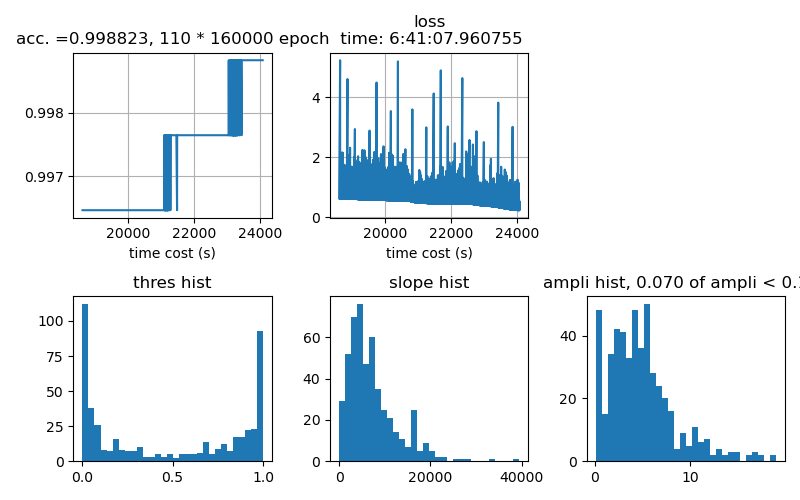 acc. =0.998823, 110 * 160000 epoch time: 6:41:07.960755
loss
0.998
0.997
20000 22000 24000
time cost (s)
4
2
0
20000 22000 24000
time cost (s)
thres hist
100
75
50
25
0
0.0 0.5 1.0
slope hist
60
40
20
0
0 20000 40000
ampli hist, 0.070 of ampli < 0.
40
20
0
0 10